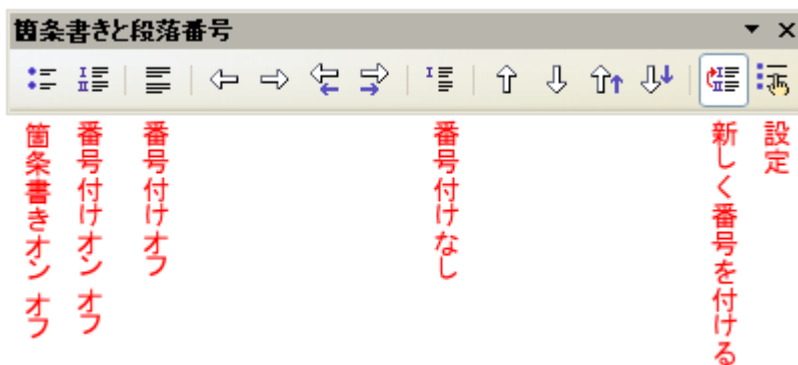 箇条書きと段落番号
箇条書きオン オフ
番号付けオン オフ
番号付けオフ
番号付けなし
新しく番号を付ける
設定